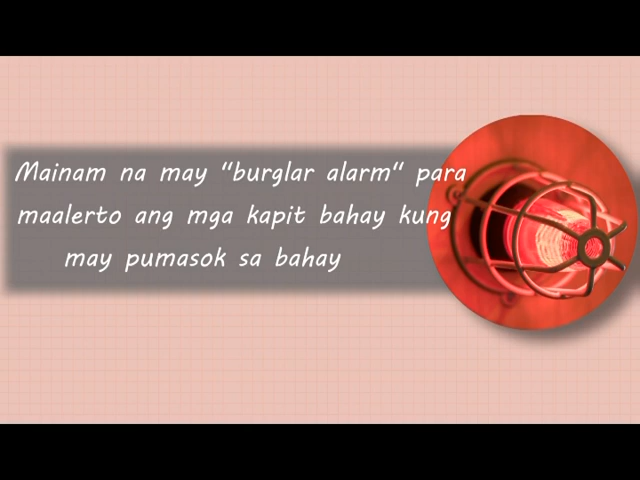 Mainam na may “burglar alarm“ para
maalerto ang mga kapit bahay kung
may pumasok sa bahay